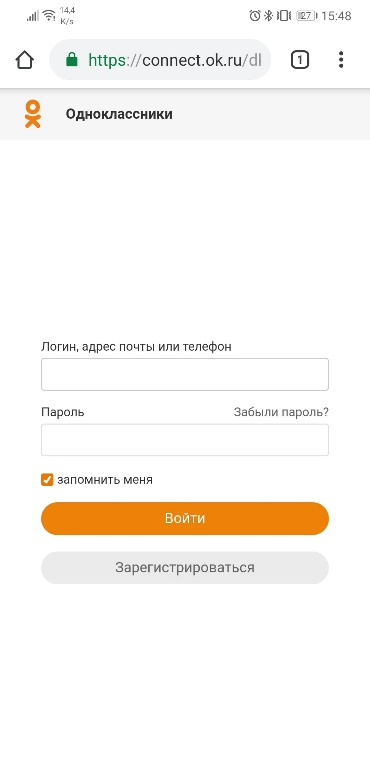 14,4
K/s
27
15:48
https://connect.ok.ru/dl
1
Одноклассники
Логин, адрес почты или телефон
Пароль
Забыли пароль?
запомнить меня
Войти
Зарегистрироваться